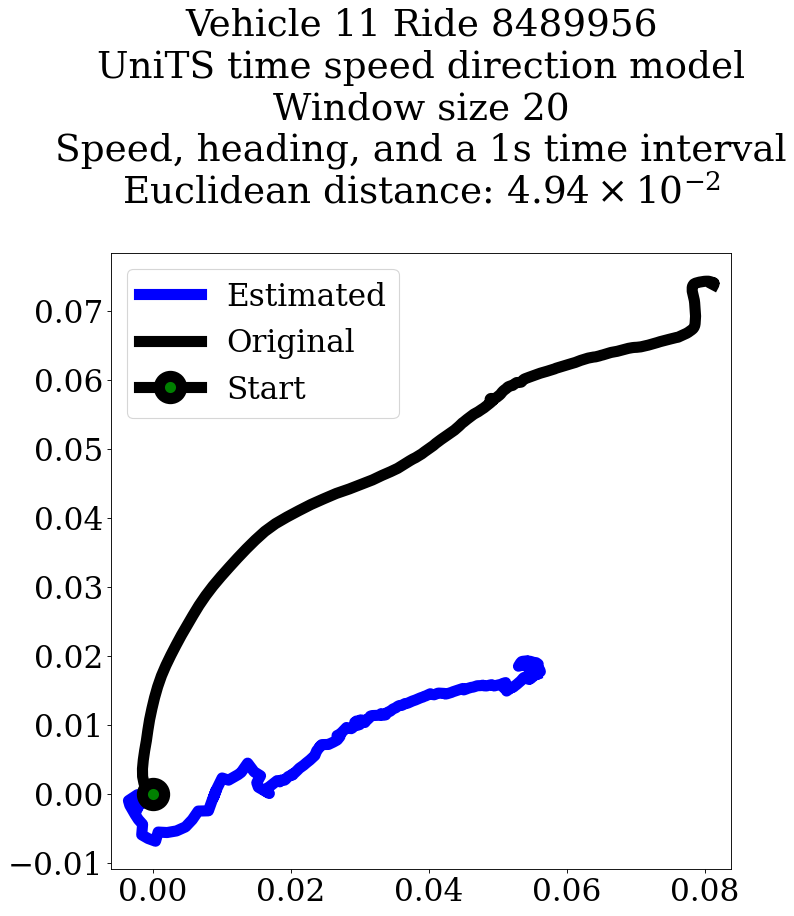 Vehicle 11 Ride 8489956
UniTS time speed direction model
Window size 20
Speed, heading, and a 1s time interval
Euclidean distance: 4.94 × 10⁻²
Estimated
Original
Start
0.07
0.06
0.05
0.04
0.03
0.02
0.01
0.00
−0.01
0.00 0.02 0.04 0.06 0.08